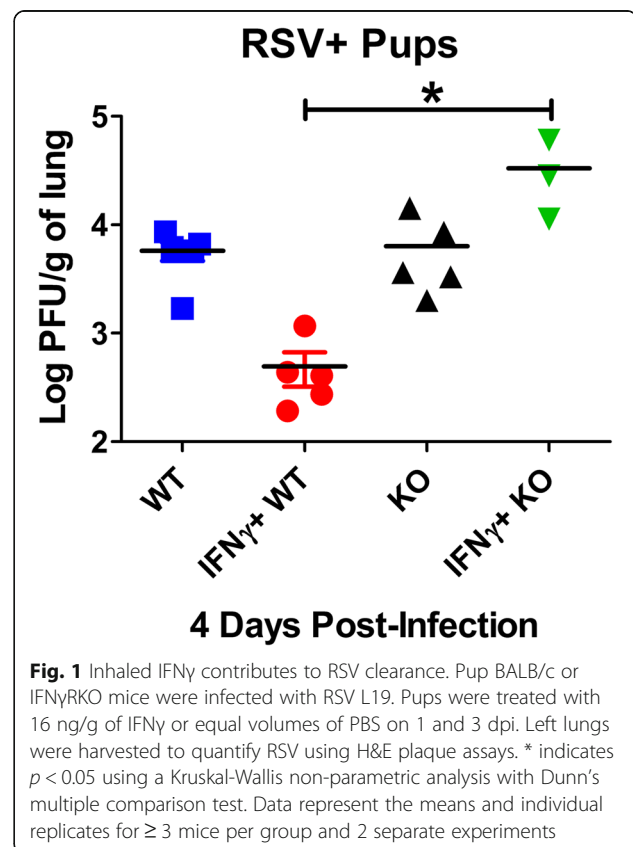 RSV+ Pups
*
Log PFU/g of lung
5
4
3
2
WT
IFNγ+ WT
KO
IFNγ+ KO
4 Days Post-Infection
Fig. 1 Inhaled IFNγ contributes to RSV clearance. Pup BALB/c or
IFNγRKO mice were infected with RSV L19. Pups were treated with
16 ng/g of IFNγ or equal volumes of PBS on 1 and 3 dpi. Left lungs
were harvested to quantify RSV using H&E plaque assays. * indicates
p < 0.05 using a Kruskal-Wallis non-parametric analysis with Dunn's
multiple comparison test. Data represent the means and individual
replicates for ≥ 3 mice per group and 2 separate experiments